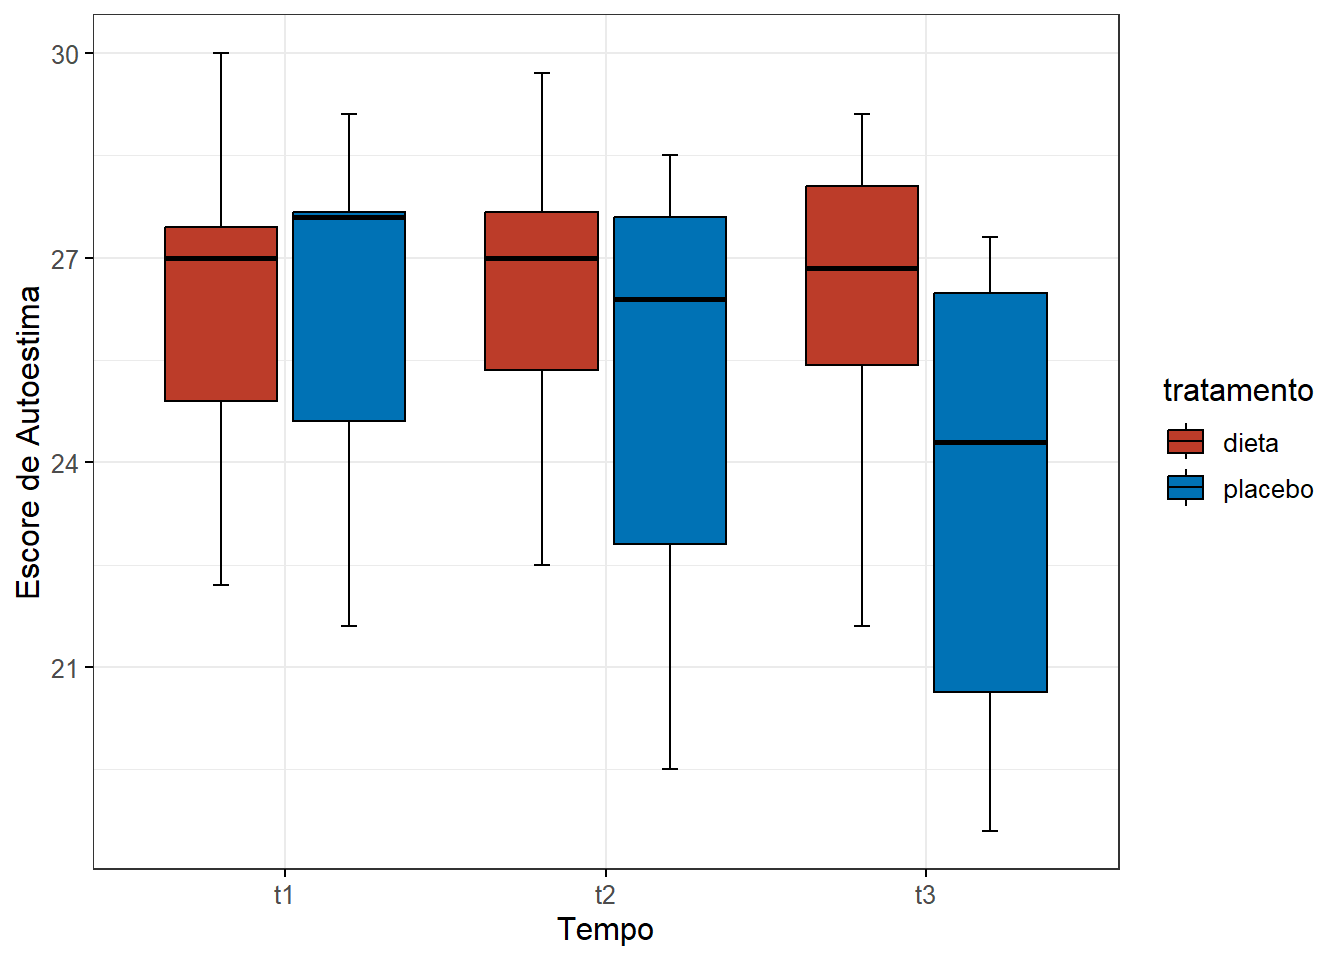 30
27
24
21
Escore de Autoestima
t1
t2
t3
Tempo
tratamento
dieta
placebo